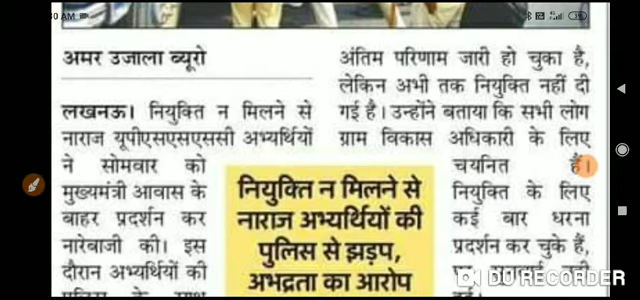 अमर उजाला ब्यूरो
लखनऊ। नियुक्ति न मिलने से
नाराज यूपीएसएसएससी अभ्यर्थियों
ने सोमवार को
मुख्यमंत्री आवास के
बाहर प्रदर्शन कर
नारेबाजी की। इस
दौरान अभ्यर्थियों की
पुलिस के साथ
नियुक्ति न मिलने से
नाराज अभ्यर्थियों की
पुलिस से झड़प,
अभद्रता का आरोप
अंतिम परिणाम जारी हो चुका है,
लेकिन अभी तक नियुक्ति नहीं दी
गई है। उन्होंने बताया कि सभी लोग
ग्राम विकास अधिकारी के लिए
चयनित हैं।
नियुक्ति के लिए
कई बार धरना
प्रदर्शन कर चुके हैं,
DU RECORDER